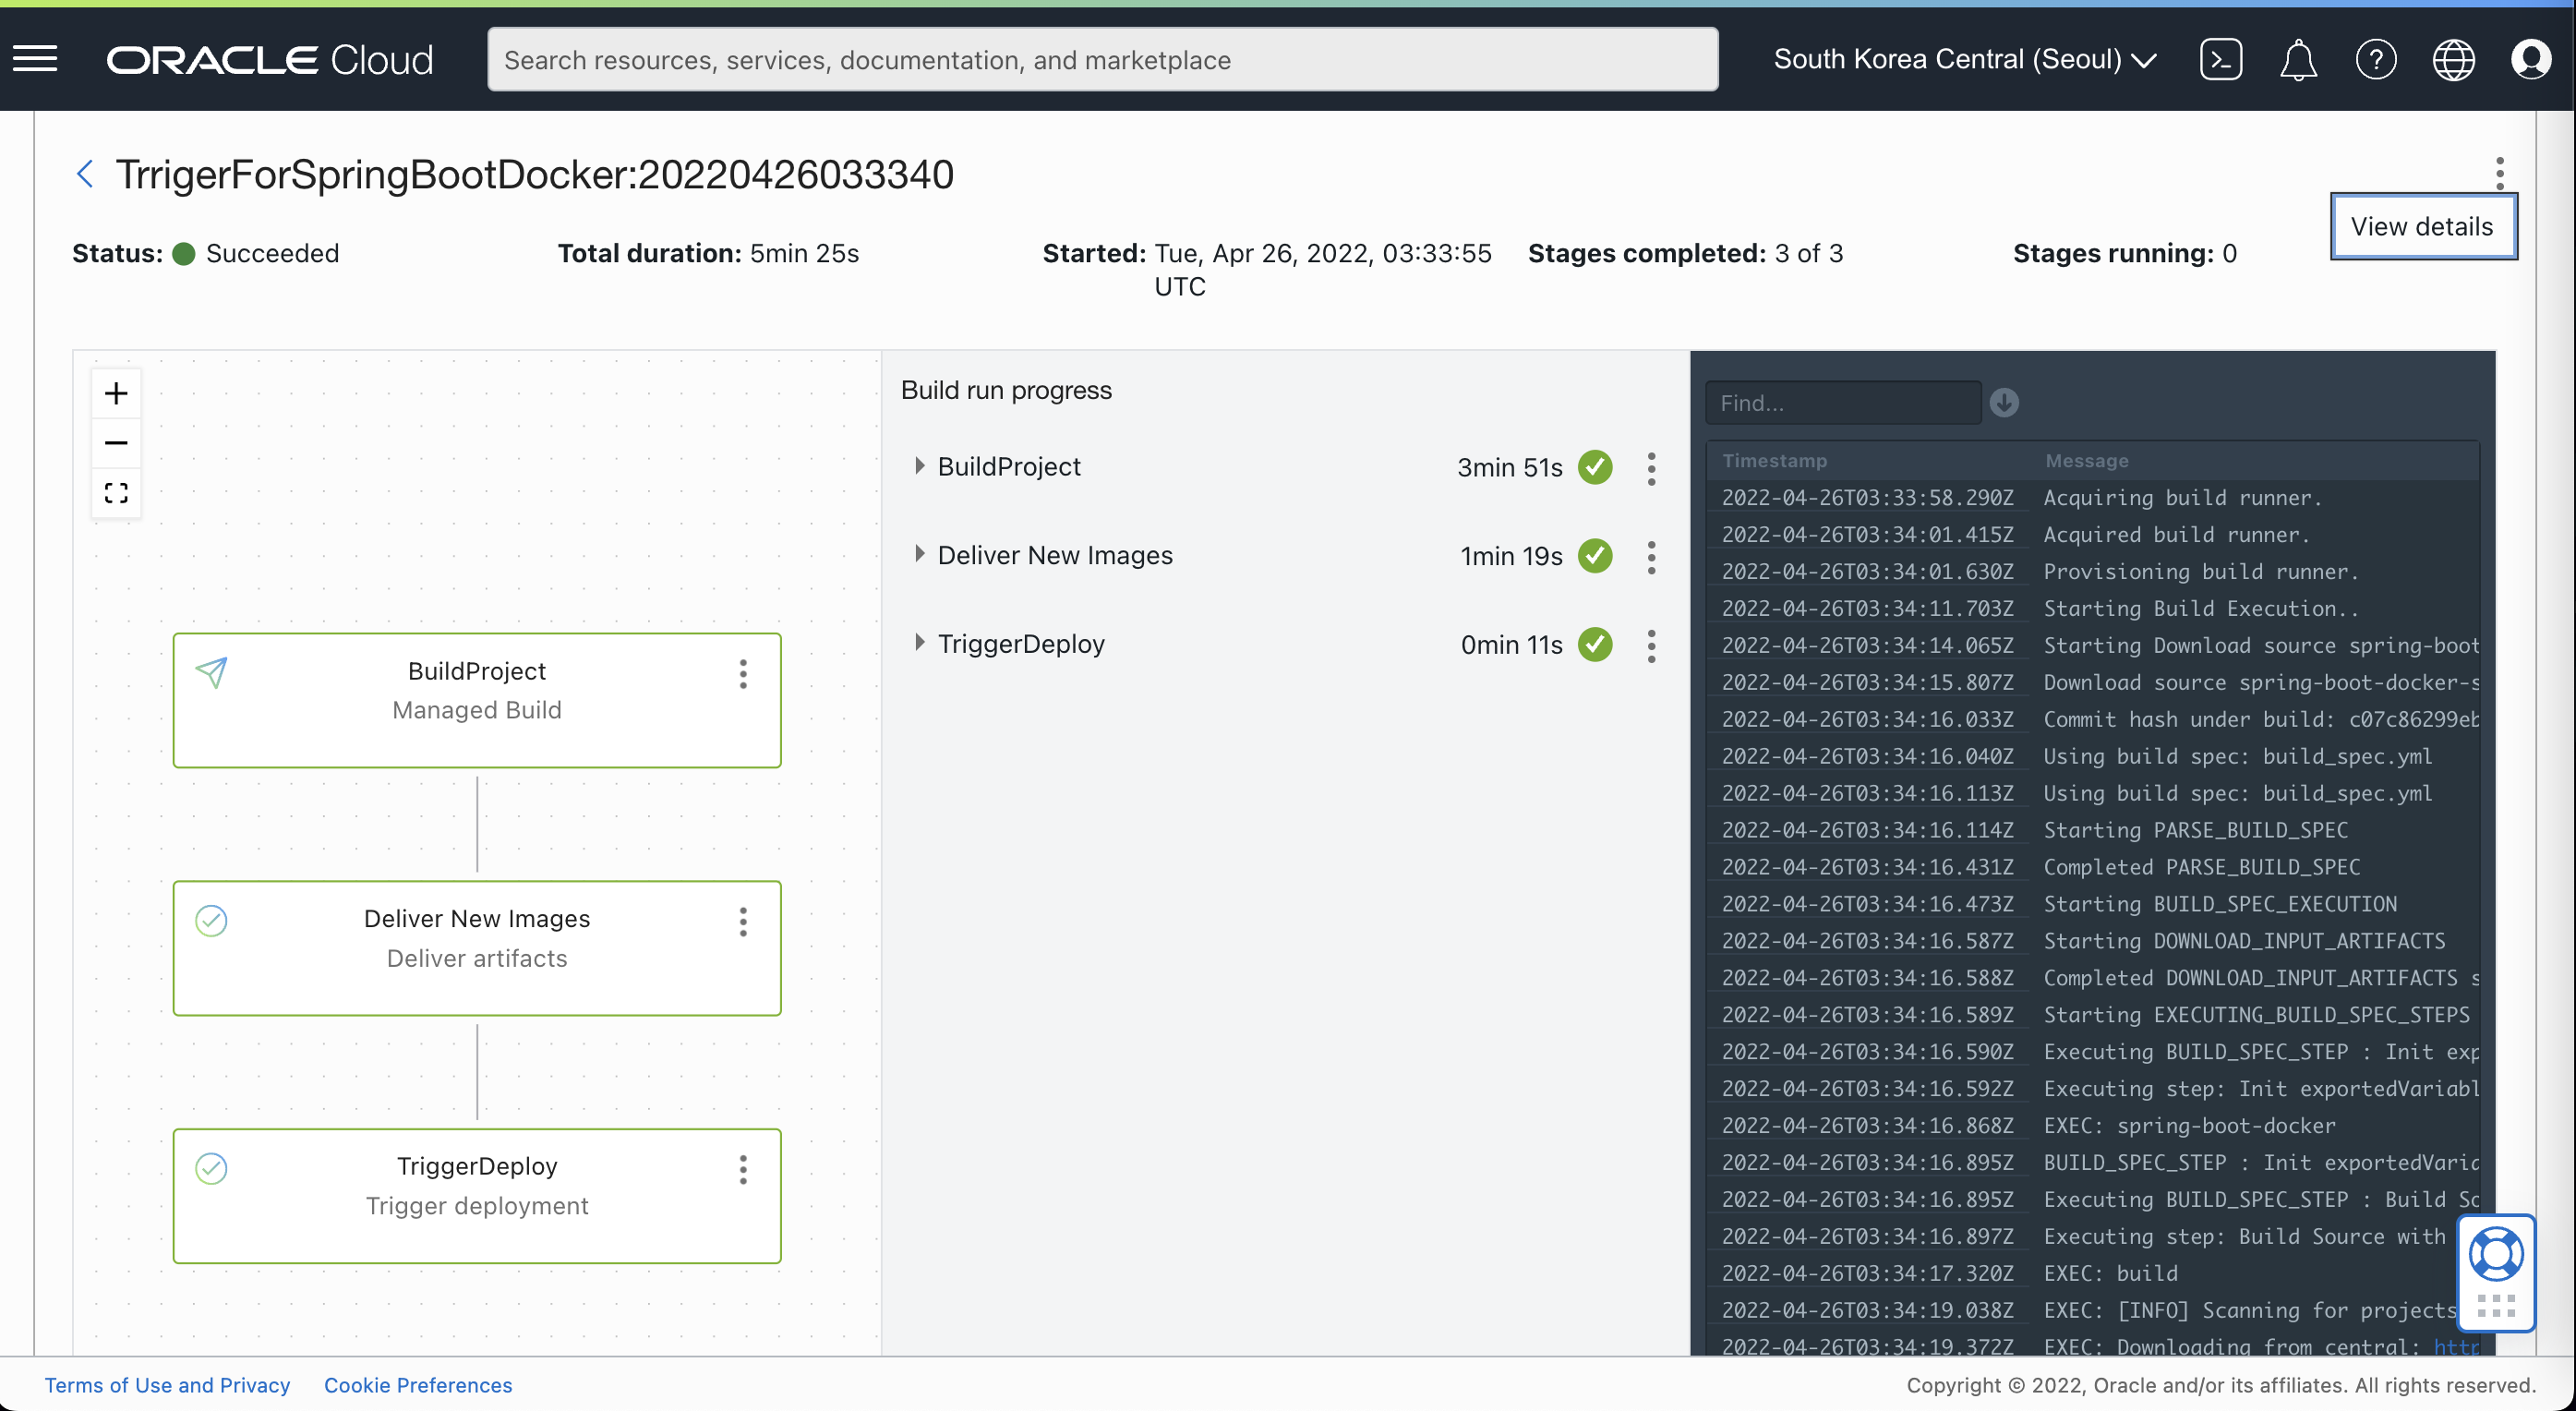 ORACLE Cloud
Search resources, services, documentation, and marketplace
South Korea Central (Seoul)
TrrigerForSpringBootDocker:20220426033340
View details
Status: Succeeded
Total duration: 5min 25s
Started: Tue, Apr 26, 2022, 03:33:55
UTC
Stages completed: 3 of 3
Stages running: 0
BuildProject
Managed Build
Deliver New Images
Deliver artifacts
TriggerDeploy
Trigger deployment
Build run progress
BuildProject 3min 51s
Deliver New Images 1min 19s
TriggerDeploy 0min 11s
Find...
Timestamp Message
2022-04-26T03:33:58.290Z Acquiring build runner.
2022-04-26T03:34:01.415Z Acquired build runner.
2022-04-26T03:34:01.630Z Provisioning build runner.
2022-04-26T03:34:11.703Z Starting Build Execution..
2022-04-26T03:34:14.065Z Starting Download source spring-boot
2022-04-26T03:34:15.807Z Download source spring-boot-docker-s
2022-04-26T03:34:16.033Z Commit hash under build: c07c86299eb
2022-04-26T03:34:16.040Z Using build spec: build_spec.yml
2022-04-26T03:34:16.113Z Using build spec: build_spec.yml
2022-04-26T03:34:16.114Z Starting PARSE_BUILD_SPEC
2022-04-26T03:34:16.431Z Completed PARSE_BUILD_SPEC
2022-04-26T03:34:16.473Z Starting BUILD_SPEC_EXECUTION
2022-04-26T03:34:16.587Z Starting DOWNLOAD_INPUT_ARTIFACTS
2022-04-26T03:34:16.588Z Completed DOWNLOAD_INPUT_ARTIFACTS s
2022-04-26T03:34:16.589Z Starting EXECUTING_BUILD_SPEC_STEPS
2022-04-26T03:34:16.590Z Executing BUILD_SPEC_STEP : Init exp
2022-04-26T03:34:16.592Z Executing step: Init exportedVariabl
2022-04-26T03:34:16.868Z EXEC: spring-boot-docker
2022-04-26T03:34:16.895Z BUILD_SPEC_STEP : Init exportedVaria
2022-04-26T03:34:16.895Z Executing BUILD_SPEC_STEP : Build So
2022-04-26T03:34:16.897Z Executing step: Build Source with
2022-04-26T03:34:17.320Z EXEC: build
2022-04-26T03:34:19.038Z EXEC: [INFO] Scanning for projects
2022-04-26T03:34:19.372Z EXEC: Downloading from central: http
Terms of Use and Privacy
Cookie Preferences
Copyright © 2022, Oracle and/or its affiliates. All rights reserved.